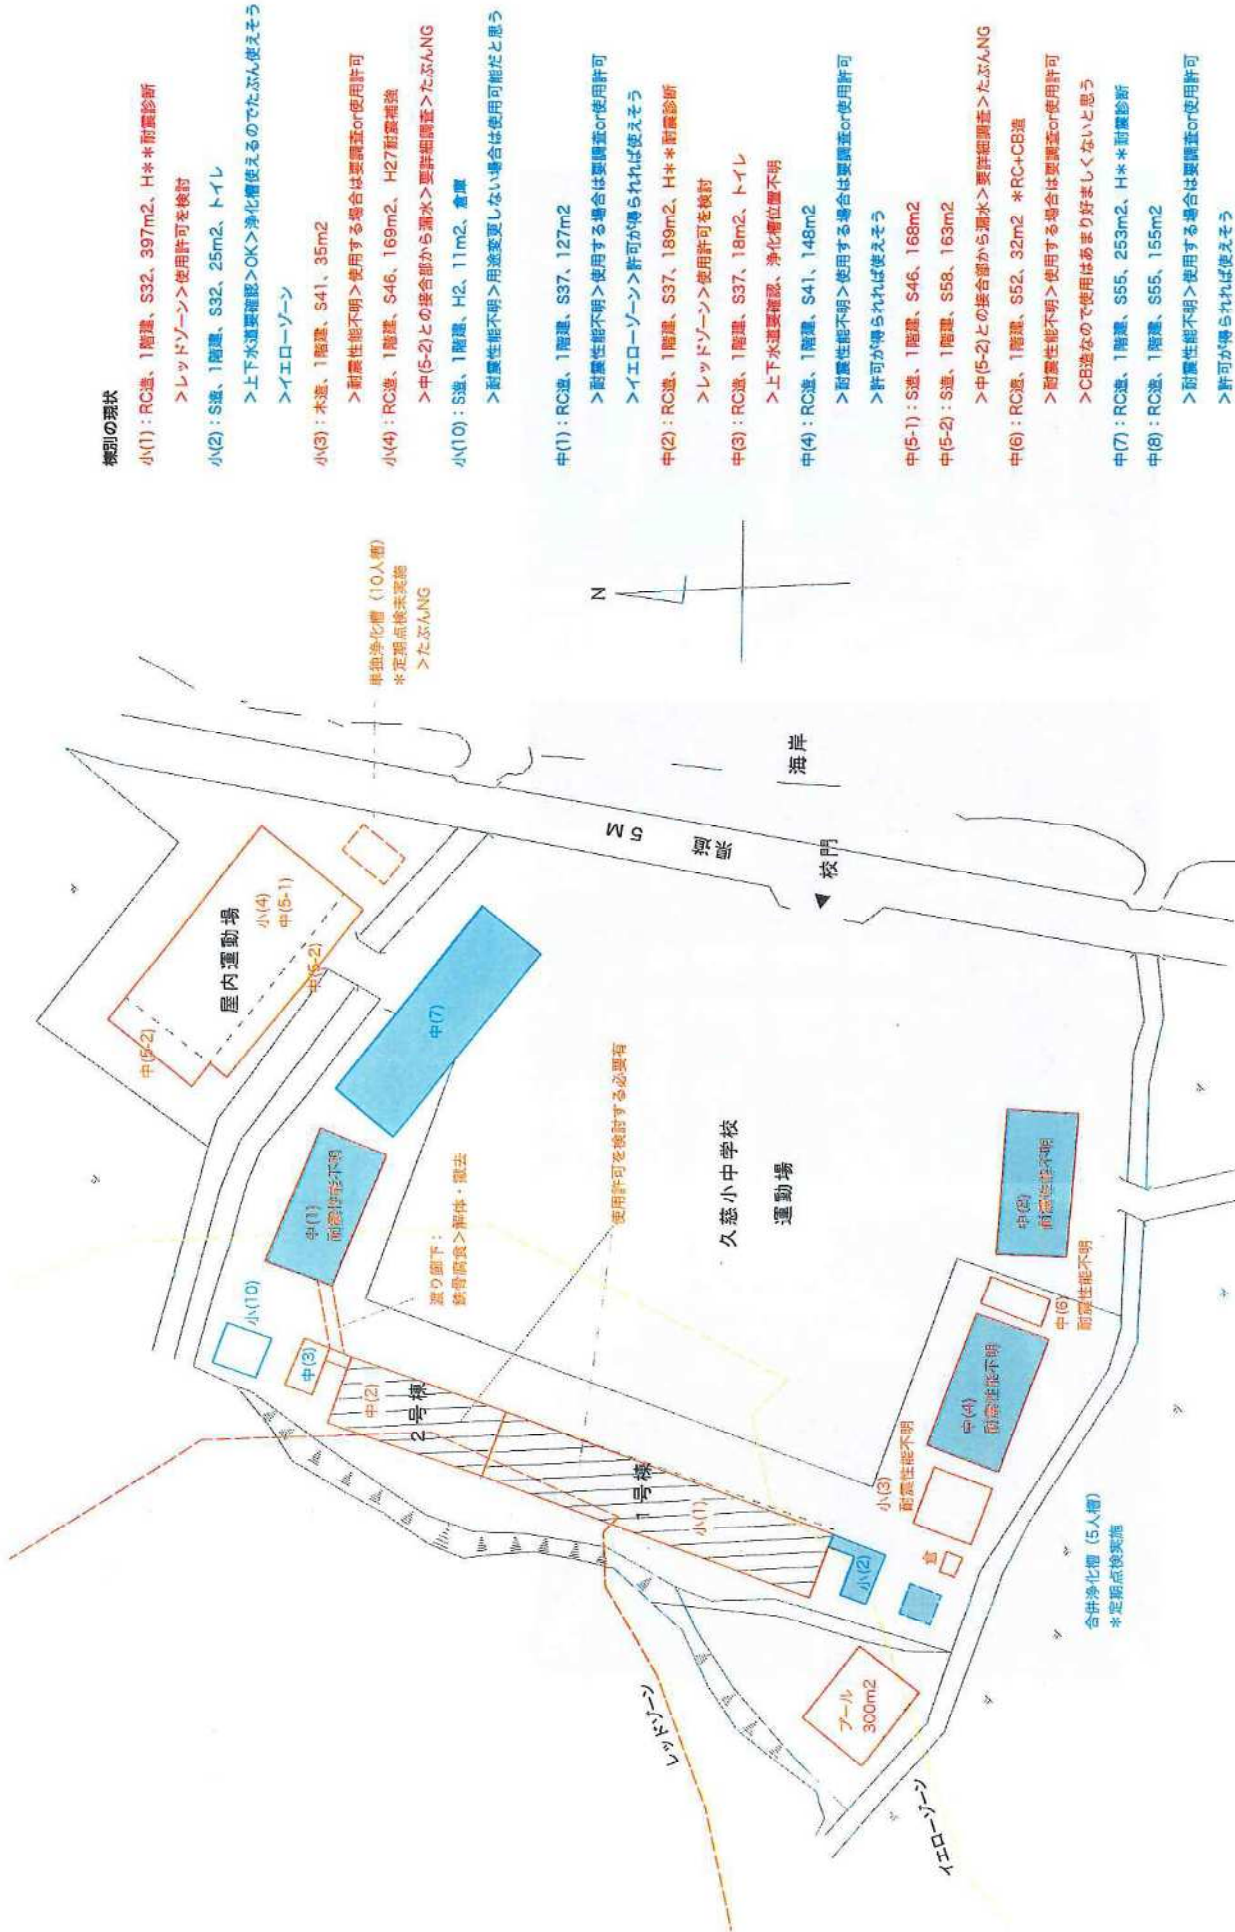 棟別の現状
小(1)：RC造、1階建、S32、397m2、H＊＊耐震診断
＞レッドゾーン＞使用許可を検討
小(2)：S造、1階建、S32、25m2、トイレ
＞上下水道要確認＞OK＞浄化槽使えるのでたぶん使えそう
＞イエローゾーン
小(3)：木造、1階建、S41、35m2
＞耐震性能不明＞使用する場合は要調査or使用許可
小(4)：RC造、1階建、S46、169m2、H27耐震補強
＞中(5-2)との接合部から漏水＞要詳細調査＞たぶんNG
小(10)：S造、1階建、H2、11m2、倉庫
＞耐震性能不明＞用途変更しない場合は使用可能だと思う
中(1)：RC造、1階建、S37、127m2
＞耐震性能不明＞使用する場合は要調査or使用許可
＞イエローゾーン＞許可が得られれば使えそう
中(2)：RC造、1階建、S37、189m2、H＊＊耐震診断
＞レッドゾーン＞使用許可を検討
中(3)：RC造、1階建、S37、18m2、トイレ
＞上下水道要確認、浄化槽位置不明
中(4)：RC造、1階建、S41、148m2
＞耐震性能不明＞使用する場合は要調査or使用許可
＞許可が得られれば使えそう
中(5-1)：S造、1階建、S46、168m2
中(5-2)：S造、1階建、S58、163m2
＞中(5-2)との接合部から漏水＞要詳細調査＞たぶんNG
中(6)：RC造、1階建、S52、32m2　＊RC+CB造
＞耐震性能不明＞使用する場合は要調査or使用許可
＞CB造なので使用はあまり好ましくないと思う
中(7)：RC造、1階建、S55、253m2、H＊＊耐震診断
中(8)：RC造、1階建、S55、155m2
＞耐震性能不明＞使用する場合は要調査or使用許可
＞許可が得られれば使えそう
単独浄化槽（10人槽）
＊定期点検未実施
＞たぶんNG
N
海岸
県道
5M
校門
屋内運動場
小(4)
中(5-1)
中(5-2)
中(5-2)
中(7)
中(1)
耐震性能不明
小(10)
中(3)
渡り廊下：
鉄骨腐食＞解体・撤去
使用許可を検討する必要有
久慈小中学校
運動場
中(2)
2号棟
1号棟
小(1)
小(2)
小(3)
耐震性能不明
倉
中(4)
耐震性能不明
中(6)
耐震性能不明
耐震性能不明
プール
300m2
合併浄化槽（5人槽）
＊定期点検実施
レッドゾーン
イエローゾーン